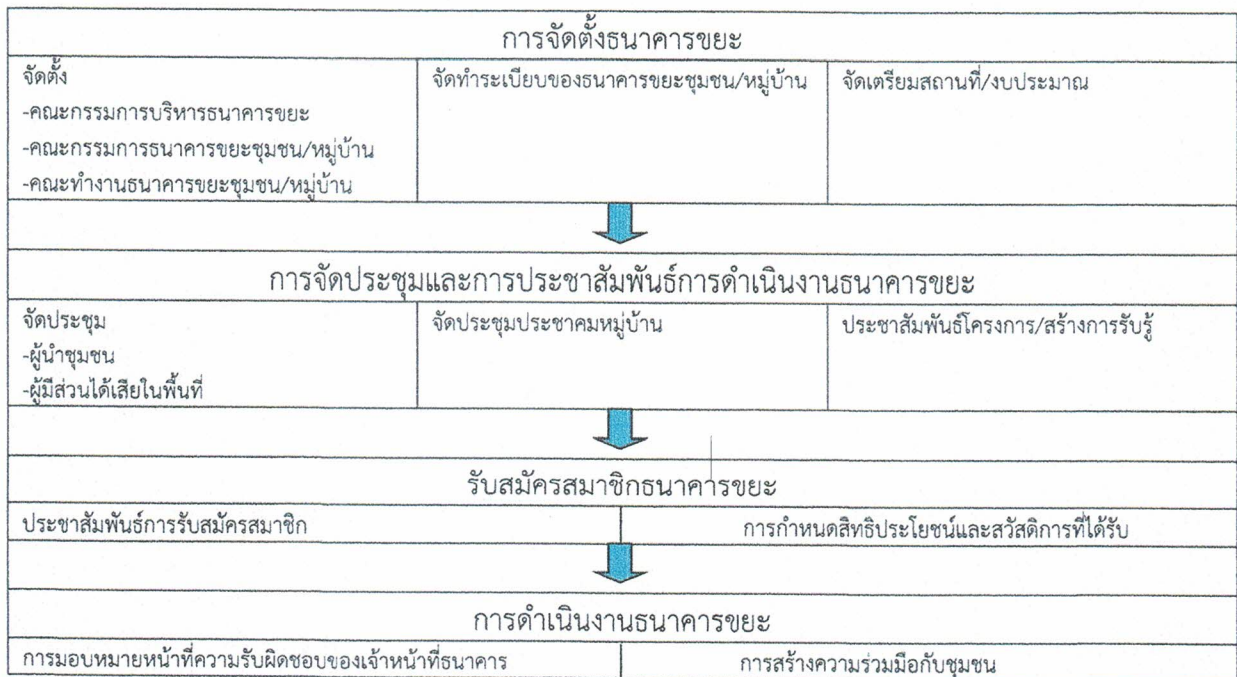 การจัดตั้งธนาคารขยะ
จัดตั้ง
-คณะกรรมการบริหารธนาคารขยะ
-คณะกรรมการธนาคารขยะชุมชน/หมู่บ้าน
-คณะทำงานธนาคารขยะชุมชน/หมู่บ้าน
จัดทำระเบียบของธนาคารขยะชุมชน/หมู่บ้าน
จัดเตรียมสถานที่/งบประมาณ
การจัดประชุมและการประชาสัมพันธ์การดำเนินงานธนาคารขยะ
จัดประชุม
-ผู้นำชุมชน
-ผู้มีส่วนได้เสียในพื้นที่
จัดประชุมประชาคมหมู่บ้าน
ประชาสัมพันธ์โครงการ/สร้างการรับรู้
รับสมัครสมาชิกธนาคารขยะ
ประชาสัมพันธ์การรับสมัครสมาชิก
การกำหนดสิทธิประโยชน์และสวัสดิการที่ได้รับ
การดำเนินงานธนาคารขยะ
การมอบหมายหน้าที่ความรับผิดชอบของเจ้าหน้าที่ธนาคาร
การสร้างความร่วมมือกับชุมชน